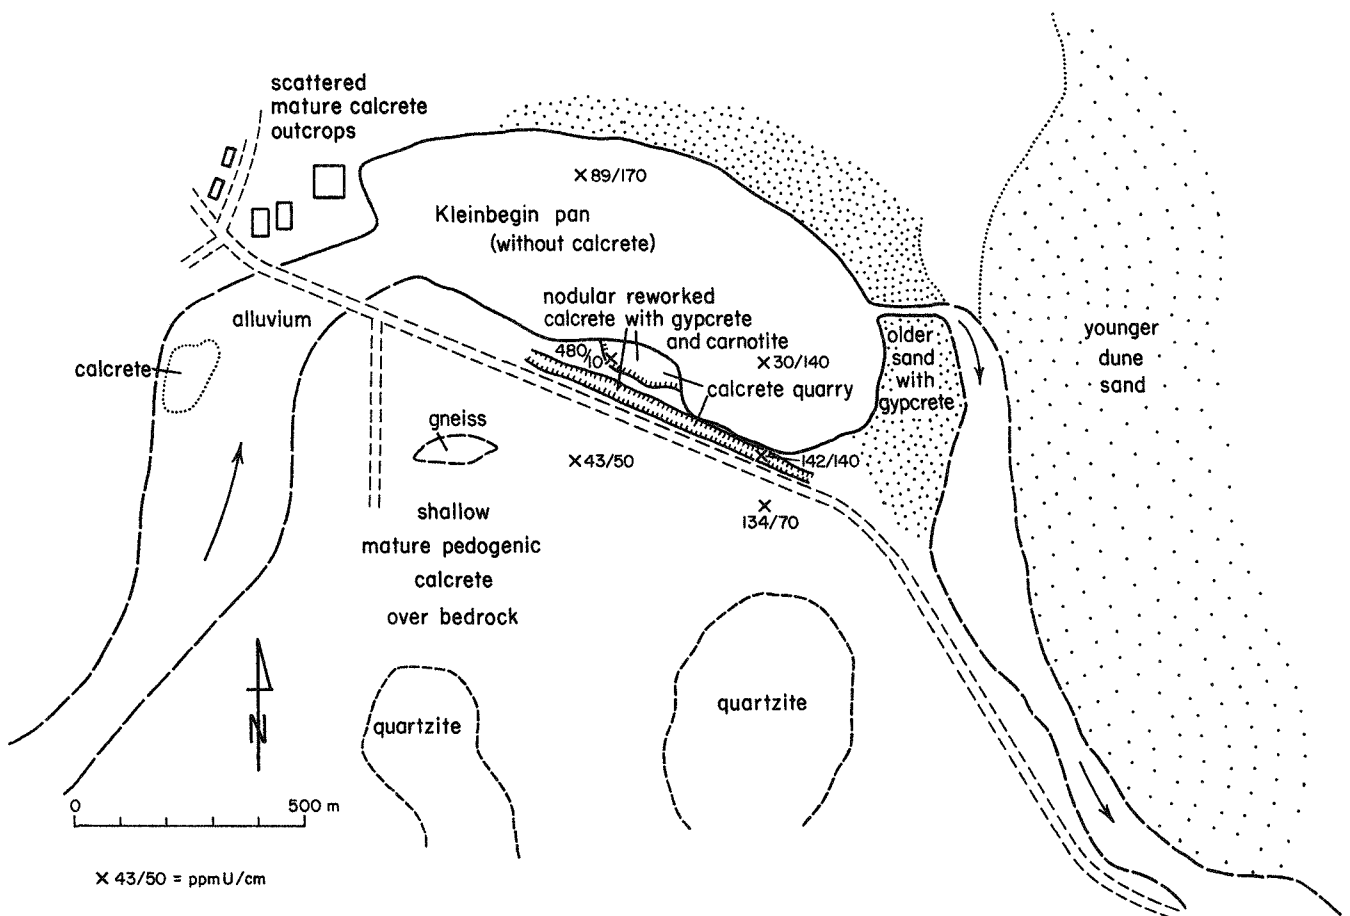 scattered
mature calcrete
outcrops
× 89/170
Kleinbegin pan
(without calcrete)
nodular reworked
calcrete with gypcrete
and carnotite
alluvium
480/10 ×
× 30/140
older
sand
with
gypcrete
younger
dune
sand
calcrete
calcrete quarry
gneiss
× 43/50
× 142/140
×
134/70
shallow
mature pedogenic
calcrete
over bedrock
quartzite
quartzite
N
0 500 m
× 43/50 = ppm U/cm